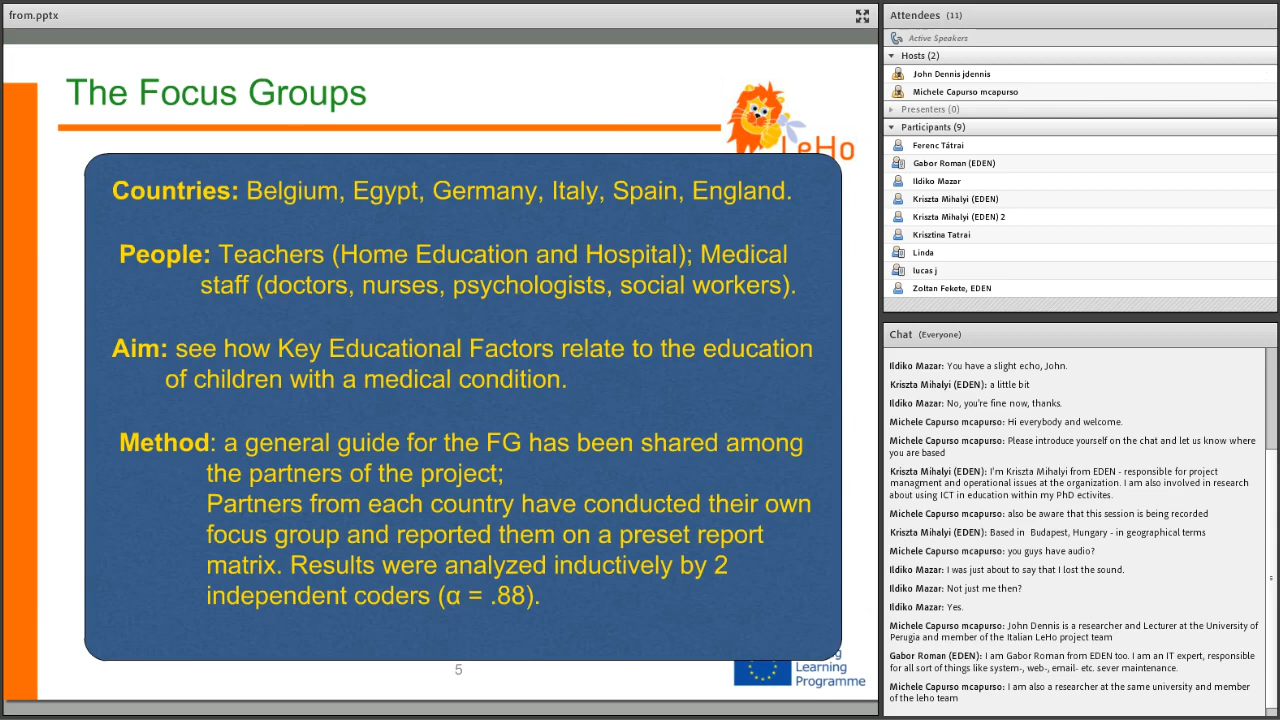 from.pptx
The Focus Groups
LeHo
Countries: Belgium, Egypt, Germany, Italy, Spain, England.
People: Teachers (Home Education and Hospital); Medical
staff (doctors, nurses, psychologists, social workers).
Aim: see how Key Educational Factors relate to the education
of children with a medical condition.
Method: a general guide for the FG has been shared among
the partners of the project;
Partners from each country have conducted their own
focus group and reported them on a preset report
matrix. Results were analyzed inductively by 2
independent coders (α = .88).
5
Learning
Programme
Attendees (11)
Active Speakers
Hosts (2)
John Dennis jdennis
Michele Capurso mcapurso
Presenters (0)
Participants (9)
Ferenc Tátrai
Gabor Roman (EDEN)
Ildiko Mazar
Kriszta Mihalyi (EDEN)
Kriszta Mihalyi (EDEN) 2
Krisztina Tatrai
Linda
lucas j
Zoltan Fekete, EDEN
Chat (Everyone)
Ildiko Mazar: You have a slight echo, John.
Kriszta Mihalyi (EDEN): a little bit
Ildiko Mazar: No, you're fine now, thanks.
Michele Capurso mcapurso: Hi everybody and welcome.
Michele Capurso mcapurso: Please introduce yourself on the chat and let us know where
you are based
Kriszta Mihalyi (EDEN): I'm Kriszta Mihalyi from EDEN - responsible for project
managment and operational issues at the organization. I am also involved in research
about using ICT in education within my PhD ectivites.
Michele Capurso mcapurso: also be aware that this session is being recorded
Kriszta Mihalyi (EDEN): Based in Budapest, Hungary - in geographical terms
Michele Capurso mcapurso: you guys have audio?
Ildiko Mazar: I was just about to say that I lost the sound.
Ildiko Mazar: Not just me then?
Ildiko Mazar: Yes.
Michele Capurso mcapurso: John Dennis is a researcher and Lecturer at the University of
Perugia and member of the Italian LeHo project team
Gabor Roman (EDEN): I am Gabor Roman from EDEN too. I am an IT expert, responsible
for all sort of things like system-, web-, email- etc. sever maintenance.
Michele Capurso mcapurso: I am also a researcher at the same university and member
of the leho team